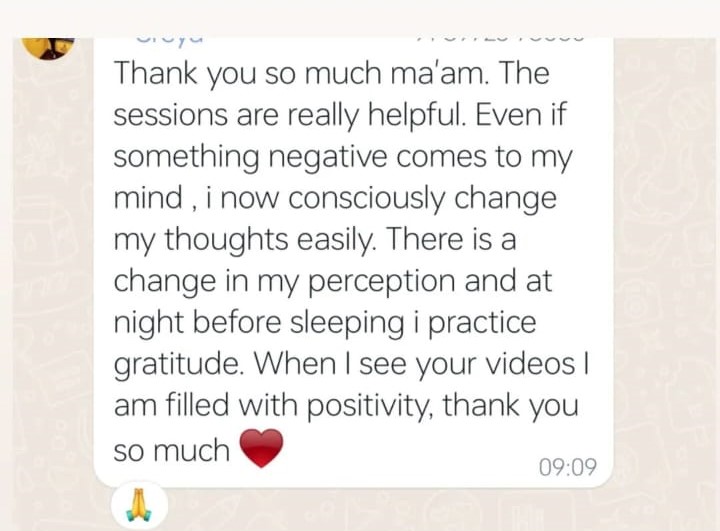 Thank you so much ma'am. The
sessions are really helpful. Even if
something negative comes to my
mind , i now consciously change
my thoughts easily. There is a
change in my perception and at
night before sleeping i practice
gratitude. When I see your videos I
am filled with positivity, thank you
so much ❤️
09:09